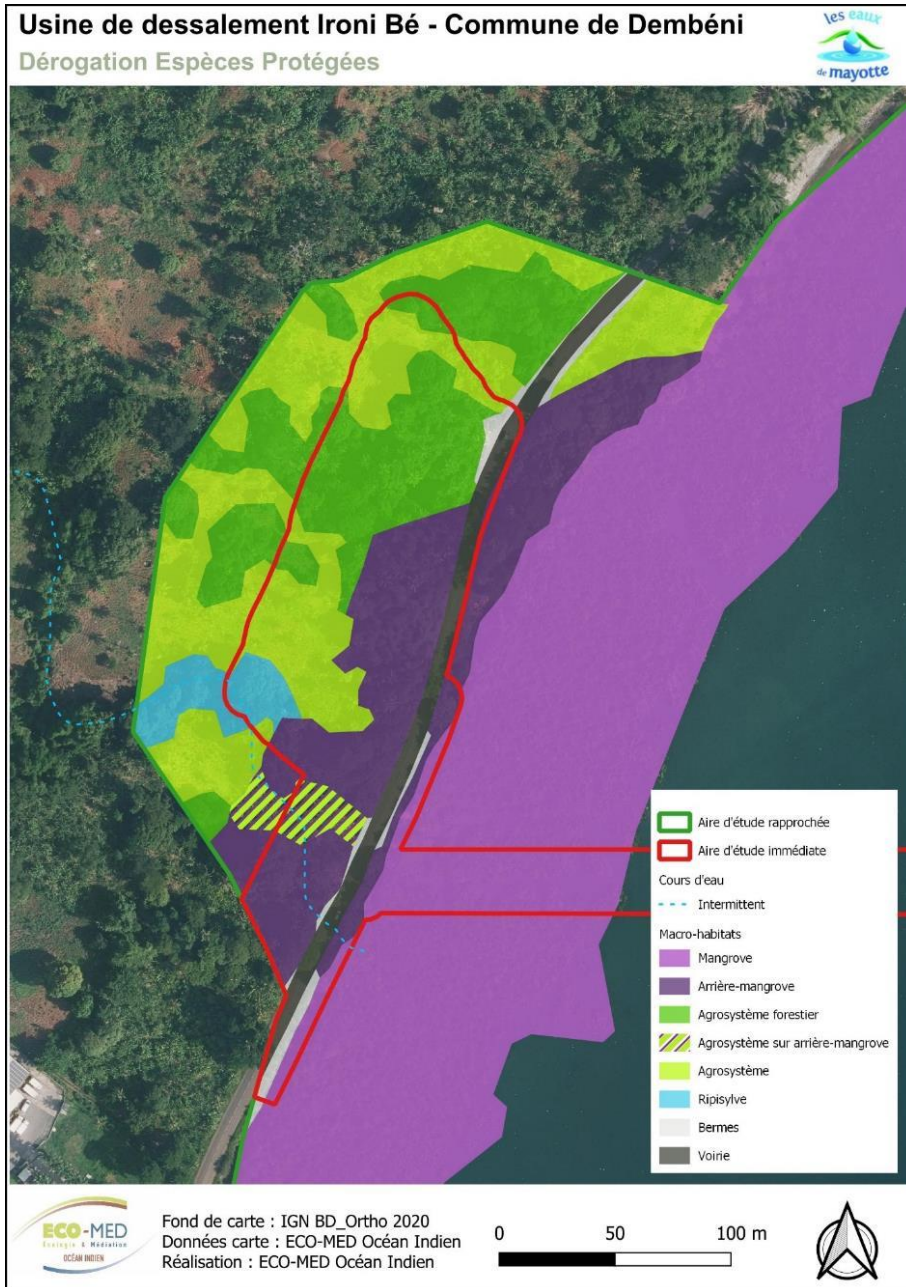 Usine de dessalement Ironi Bé - Commune de Dembéni
Dérogation Espèces Protégées
les eaux
de mayotte
Aire d'étude rapprochée
Aire d'étude immédiate
Cours d'eau
Intermittent
Macro-habitats
Mangrove
Arrière-mangrove
Agrosystème forestier
Agrosystème sur arrière-mangrove
Agrosystème
Ripisylve
Bermes
Voirie
ECO-MED
Écologie & Médiation
OCÉAN INDIEN
Fond de carte : IGN BD_Ortho 2020
Données carte : ECO-MED Océan Indien
Réalisation : ECO-MED Océan Indien
0 50 100 m